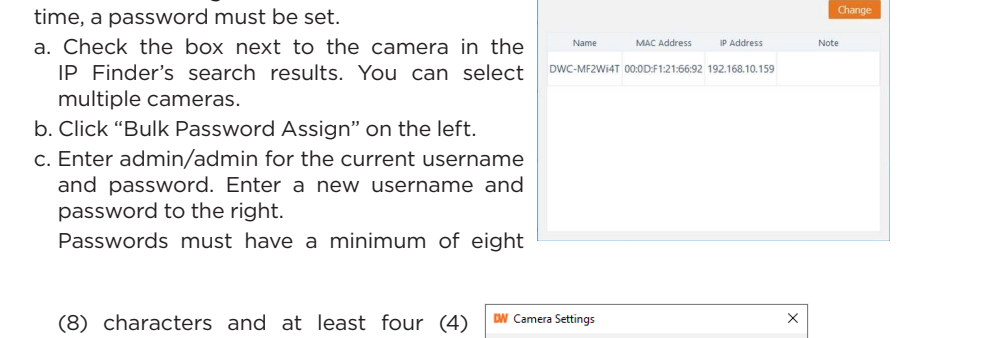 time, a password must be set.
a. Check the box next to the camera in the
IP Finder's search results. You can select
multiple cameras.
b. Click “Bulk Password Assign” on the left.
c. Enter admin/admin for the current username
and password. Enter a new username and
password to the right.
Passwords must have a minimum of eight
Change
Name MAC Address IP Address Note
DWC-MF2Wi4T 00:0D:F1:21:66:92 192.168.10.159
(8) characters and at least four (4)
DW Camera Settings